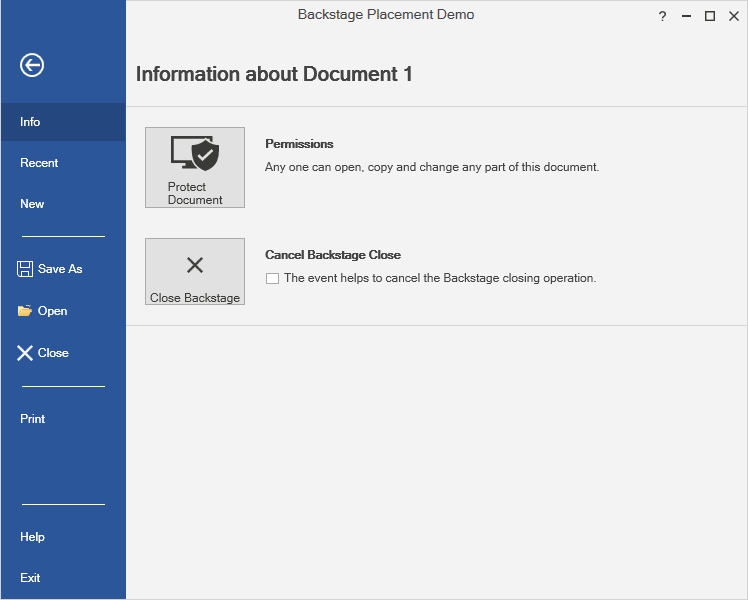 Backstage Placement Demo
?
Information about Document 1
Info
Recent
New
Save As
Open
Close
Print
Help
Exit
Protect
Document
Permissions
Any one can open, copy and change any part of this document.
Close Backstage
Cancel Backstage Close
The event helps to cancel the Backstage closing operation.